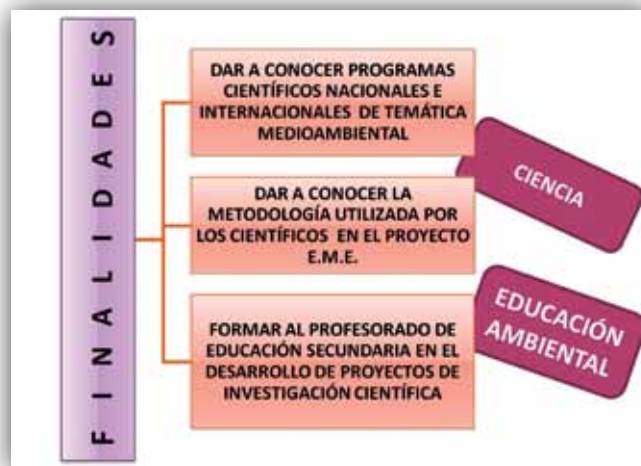 FINALIDADES
DAR A CONOCER PROGRAMAS
CIENTÍFICOS NACIONALES E
INTERNACIONALES DE TEMÁTICA
MEDIOAMBIENTAL
DAR A CONOCER LA
METODOLOGÍA UTILIZADA POR
LOS CIENTÍFICOS EN EL PROYECTO
E.M.E.
FORMAR AL PROFESORADO DE
EDUCACIÓN SECUNDARIA EN EL
DESARROLLO DE PROYECTOS DE
INVESTIGACIÓN CIENTÍFICA
CIENCIA
EDUCACIÓN
AMBIENTAL